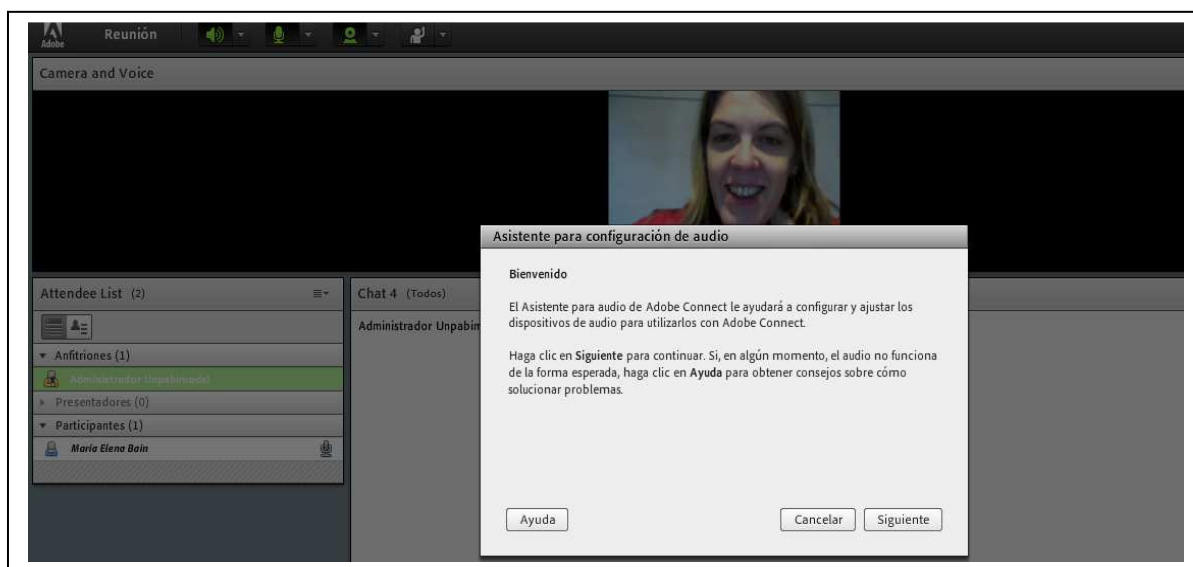 Adobe
Reunión
Camera and Voice
Attendee List (2)
Anfitriones (1)
Administrador Unpabimodal
Presentadores (0)
Participantes (1)
María Elena Bain
Chat 4 (Todos)
Administrador Unpabim
Asistente para configuración de audio
Bienvenido
El Asistente para audio de Adobe Connect le ayudará a configurar y ajustar los
dispositivos de audio para utilizarlos con Adobe Connect.
Haga clic en Siguiente para continuar. Si, en algún momento, el audio no funciona
de la forma esperada, haga clic en Ayuda para obtener consejos sobre cómo
solucionar problemas.
Ayuda
Cancelar
Siguiente